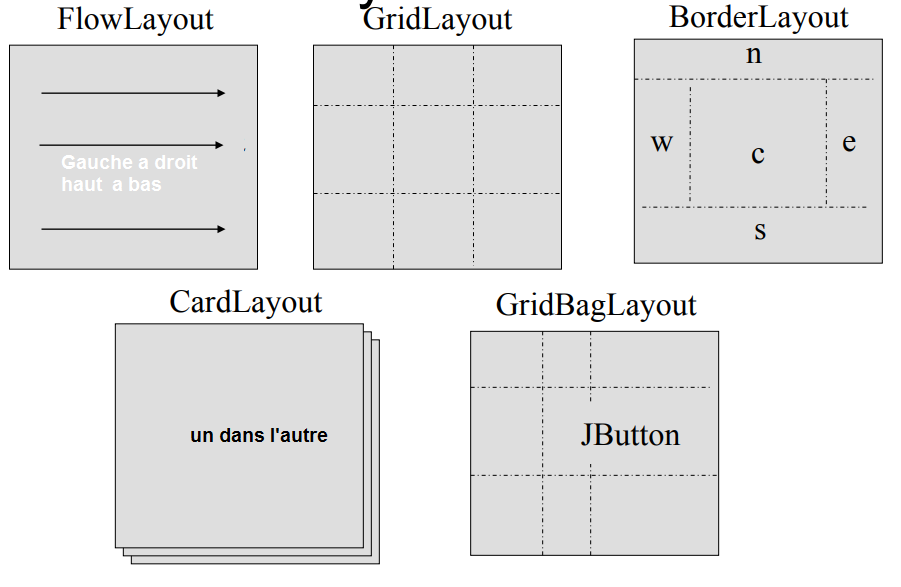 FlowLayout
GridLayout
BorderLayout
Gauche a droit
haut a bas
n
w
c
e
s
CardLayout
GridBagLayout
un dans l'autre
JButton